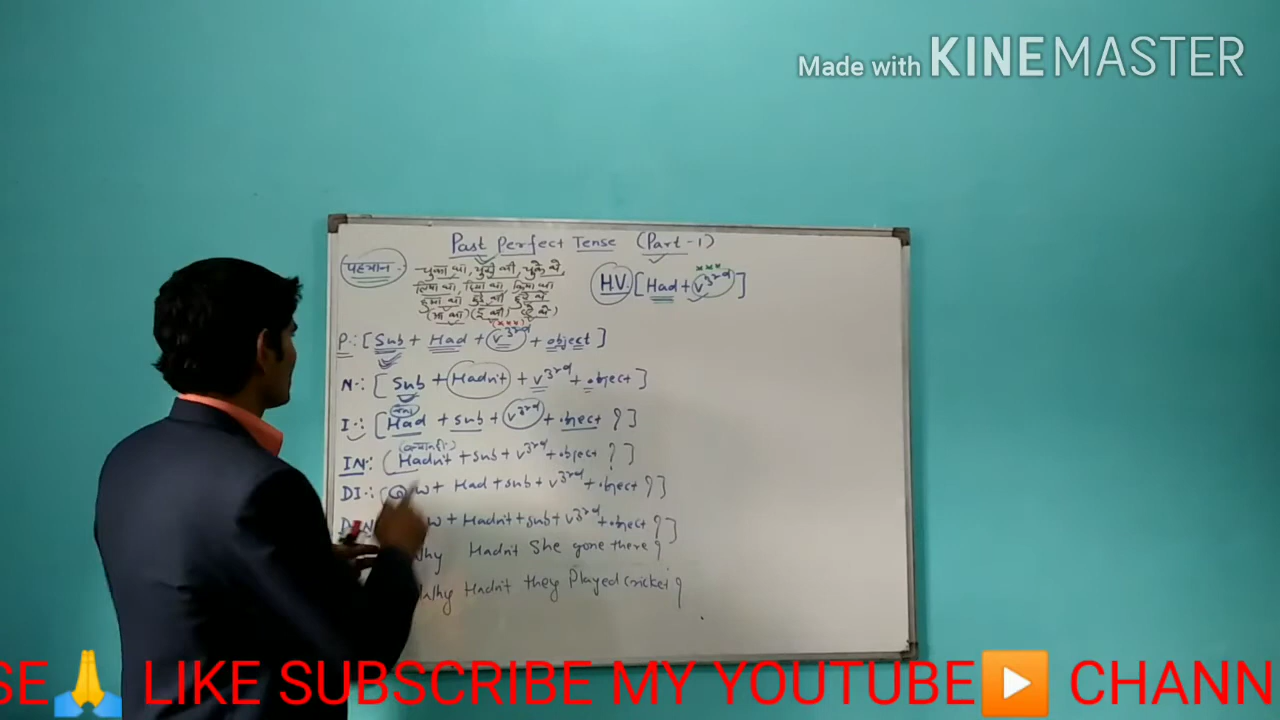 Made with KINEMASTER
Past Perfect Tense (Part-1)
पहचान :-
चुका था, चुकी थी, चुके थे,
लिया था, दिया था, किया था
हुआ था हुई थी हुए थे
H.V. [Had + V3rd]
P.: [Sub + Had + V3rd + object]
N.: [Sub + Hadn't + V3rd + object]
I.: [Had + sub + V3rd + object ?]
IN: [Hadn't + sub + V3rd + object ?]
DI.: W + Had + sub + V3rd + object ?]
W + Hadn't + sub + V3rd + object ?]
Why Hadn't She gone there ?
Why Hadn't they Played cricket ?
SE🙏 LIKE SUBSCRIBE MY YOUTUBE▶️ CHANN